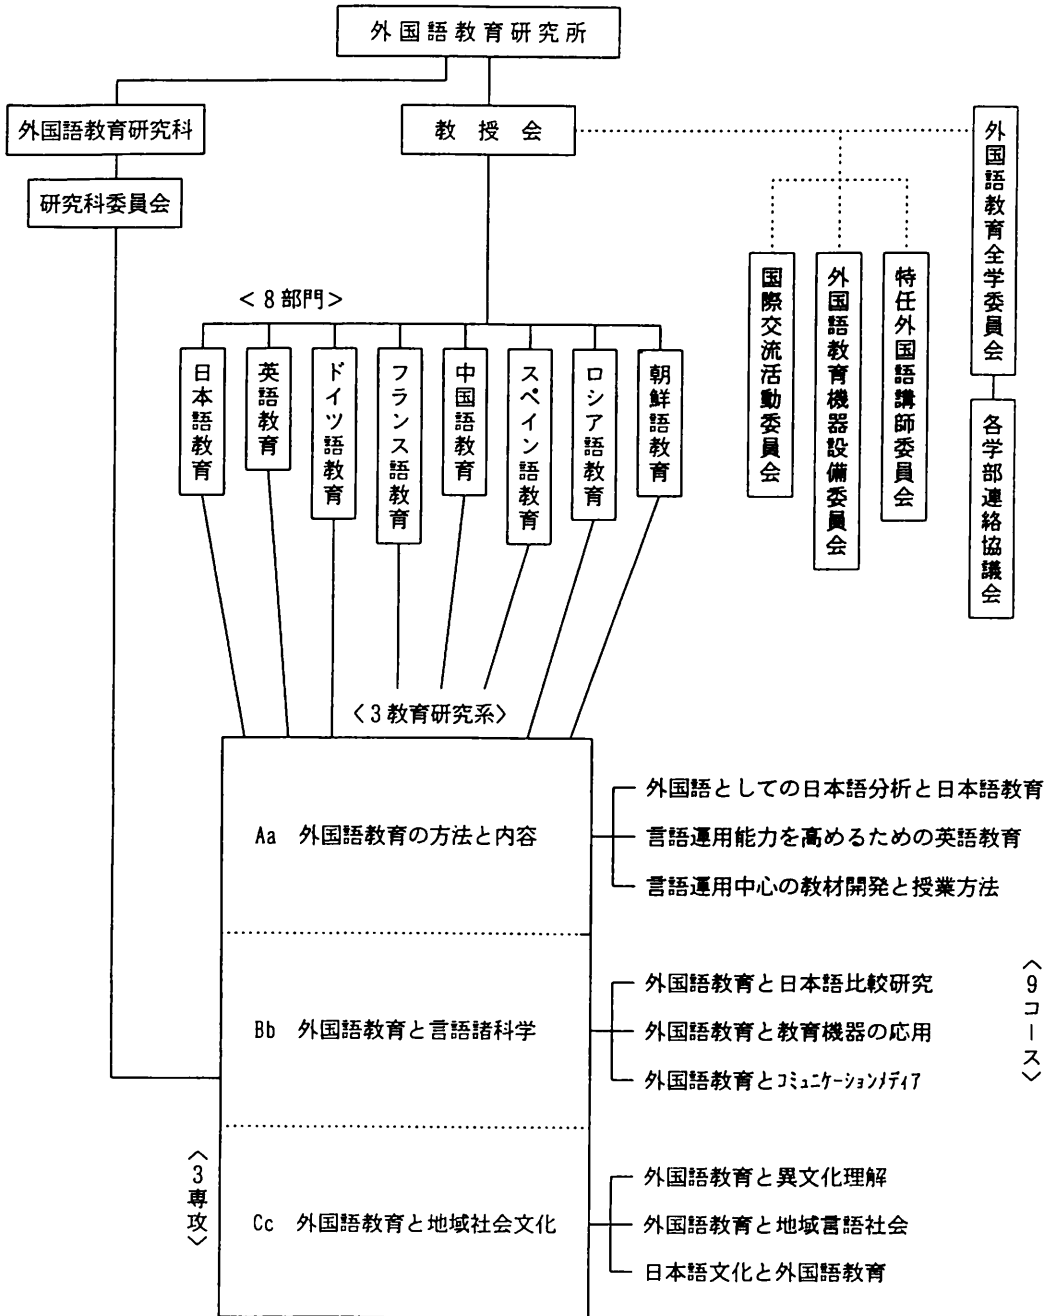 外国語教育研究所
外国語教育研究科
教授会
研究科委員会
外国語教育全学委員会
国際交流活動委員会
外国語教育機器設備委員会
特任外国語講師委員会
各学部連絡協議会
<8部門>
日本語教育
英語教育
ドイツ語教育
フランス語教育
中国語教育
スペイン語教育
ロシア語教育
朝鮮語教育
〈3教育研究系〉
Aa 外国語教育の方法と内容
外国語としての日本語分析と日本語教育
言語運用能力を高めるための英語教育
言語運用中心の教材開発と授業方法
Bb 外国語教育と言語諸科学
外国語教育と日本語比較研究
外国語教育と教育機器の応用
外国語教育とコミュニケーションメディア
〈9コース〉
〈3専攻〉
Cc 外国語教育と地域社会文化
外国語教育と異文化理解
外国語教育と地域言語社会
日本語文化と外国語教育